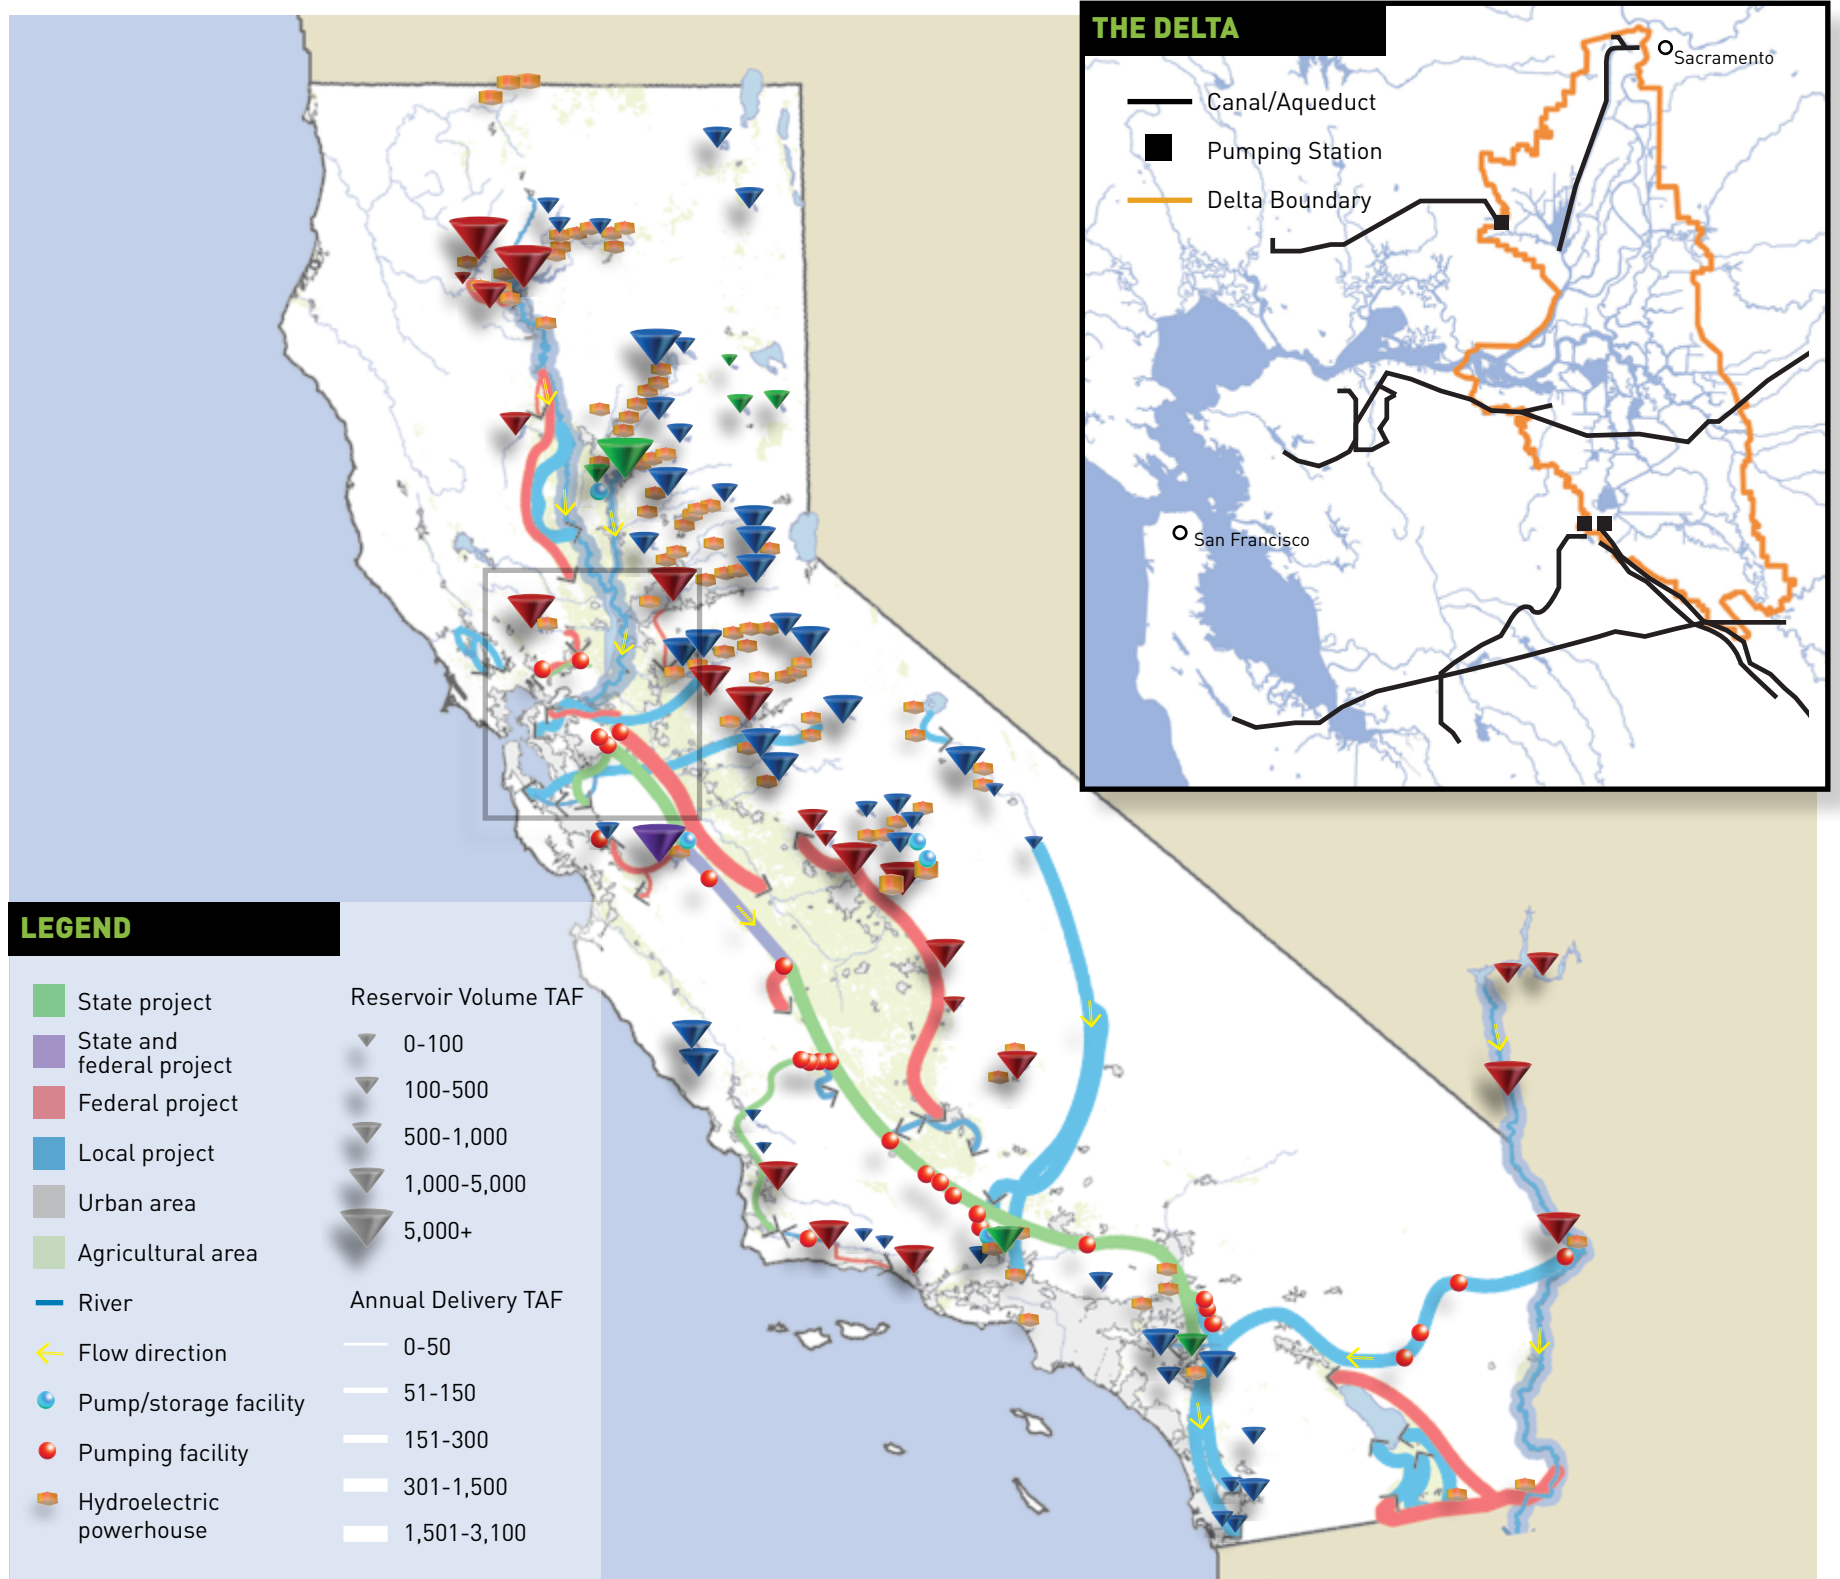 THE DELTA
Canal/Aqueduct
Pumping Station
Delta Boundary
Sacramento
San Francisco
LEGEND
State project
State and
federal project
Federal project
Local project
Urban area
Agricultural area
River
Flow direction
Pump/storage facility
Pumping facility
Hydroelectric
powerhouse
Reservoir Volume TAF
0-100
100-500
500-1,000
1,000-5,000
5,000+
Annual Delivery TAF
0-50
51-150
151-300
301-1,500
1,501-3,100